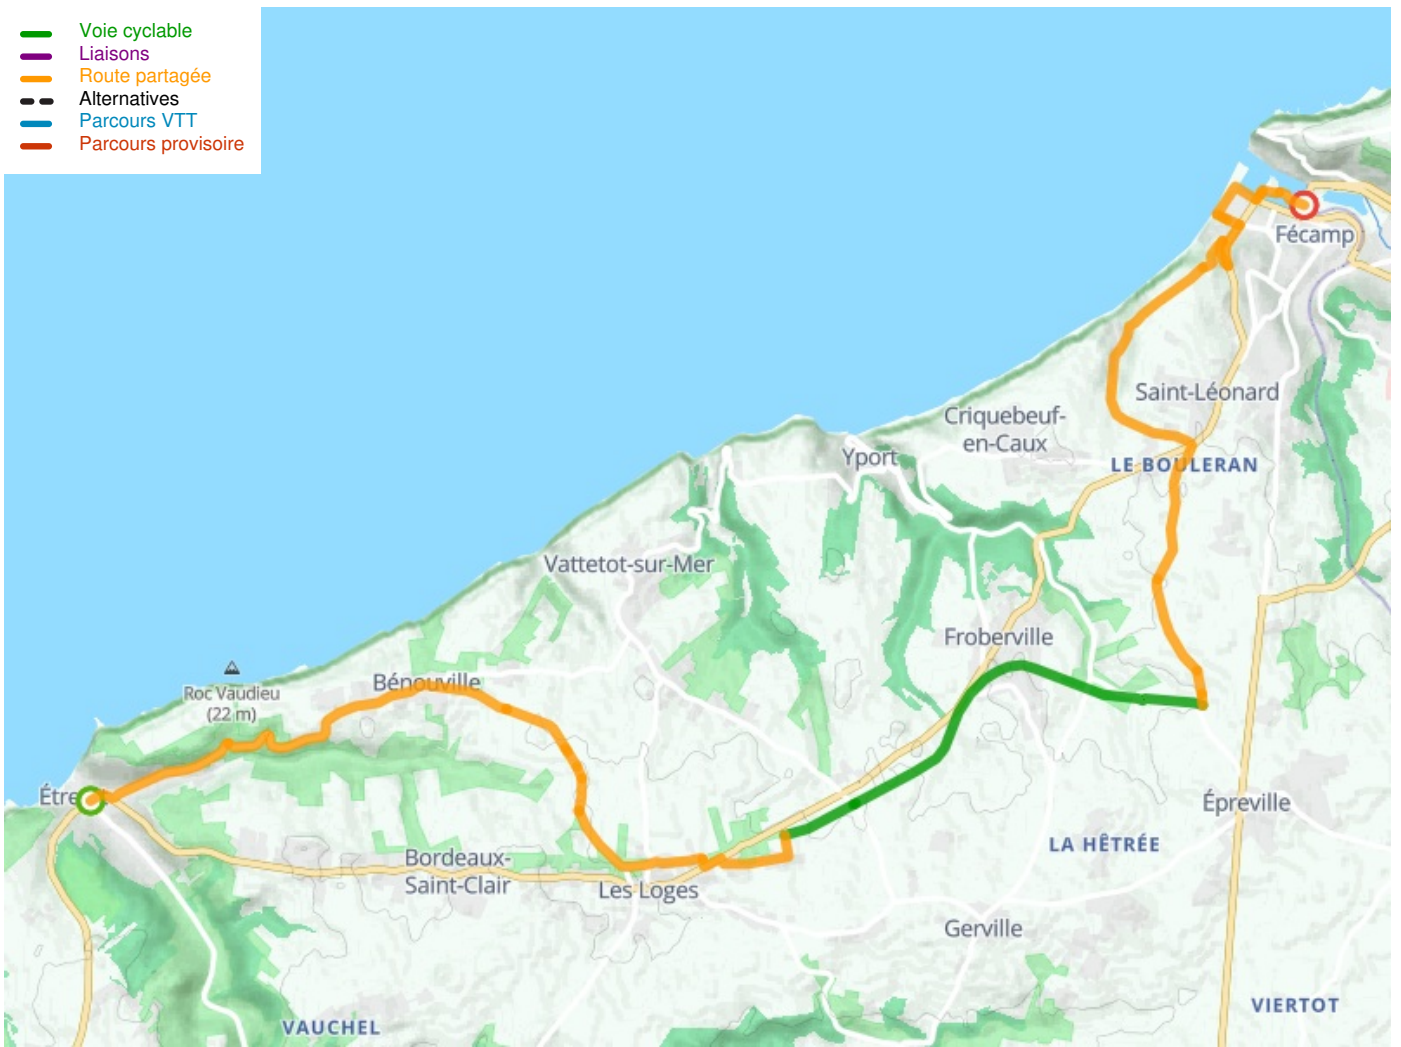 Voie cyclable
Liaisons
Route partagée
Alternatives
Parcours VTT
Parcours provisoire
Fécamp
Saint-Léonard
Criquebeuf-
en-Caux
Yport
LE BOULERAN
Vattetot-sur-Mer
Froberville
Bénouville
Roc Vaudieu
(22 m)
Étre
Épreville
LA HÊTRÉE
Bordeaux-
Saint-Clair
Les Loges
Gerville
VIERTOT
VAUCHEL